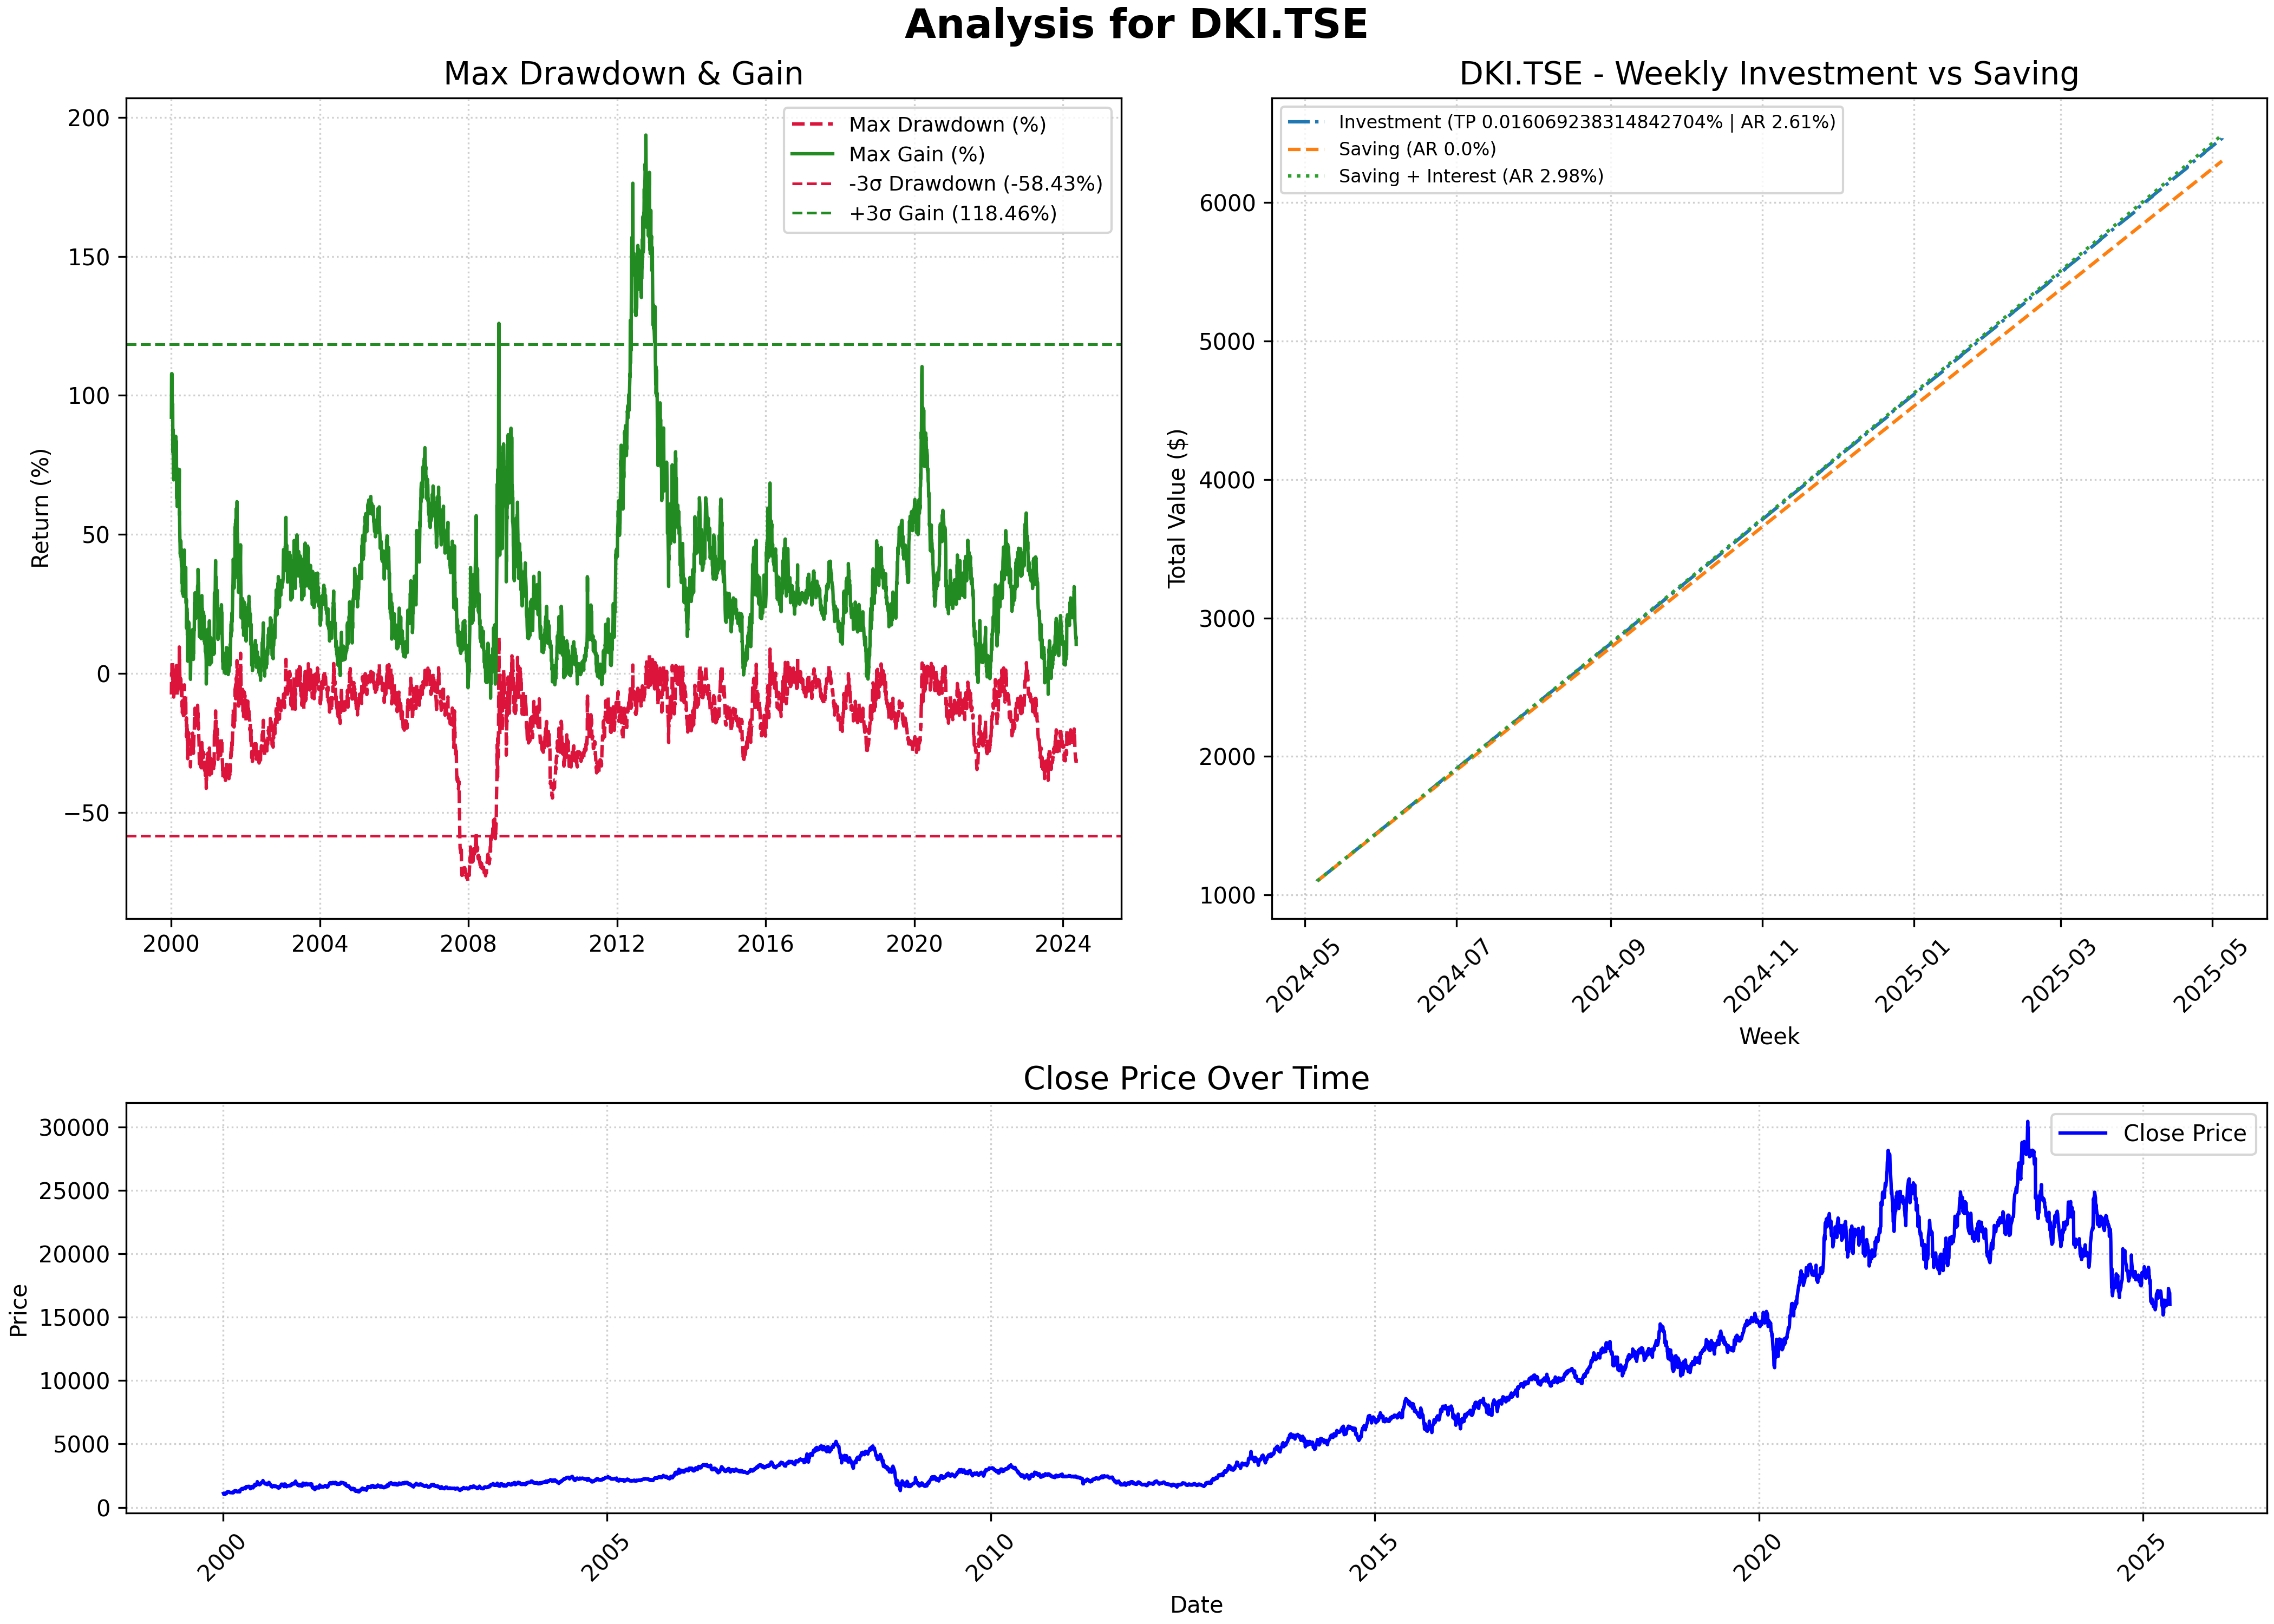 Analysis for DKI.TSE
Max Drawdown & Gain
Return (%)
200
150
100
50
0
−50
Max Drawdown (%)
Max Gain (%)
-3σ Drawdown (-58.43%)
+3σ Gain (118.46%)
2000 2004 2008 2012 2016 2020 2024
DKI.TSE - Weekly Investment vs Saving
Total Value ($)
6000
5000
4000
3000
2000
1000
Investment (TP 0.016069238314842704% | AR 2.61%)
Saving (AR 0.0%)
Saving + Interest (AR 2.98%)
2024-05 2024-07 2024-09 2024-11 2025-01 2025-03 2025-05
Week
Close Price Over Time
Price
30000
25000
20000
15000
10000
5000
0
Close Price
2000 2005 2010 2015 2020 2025
Date